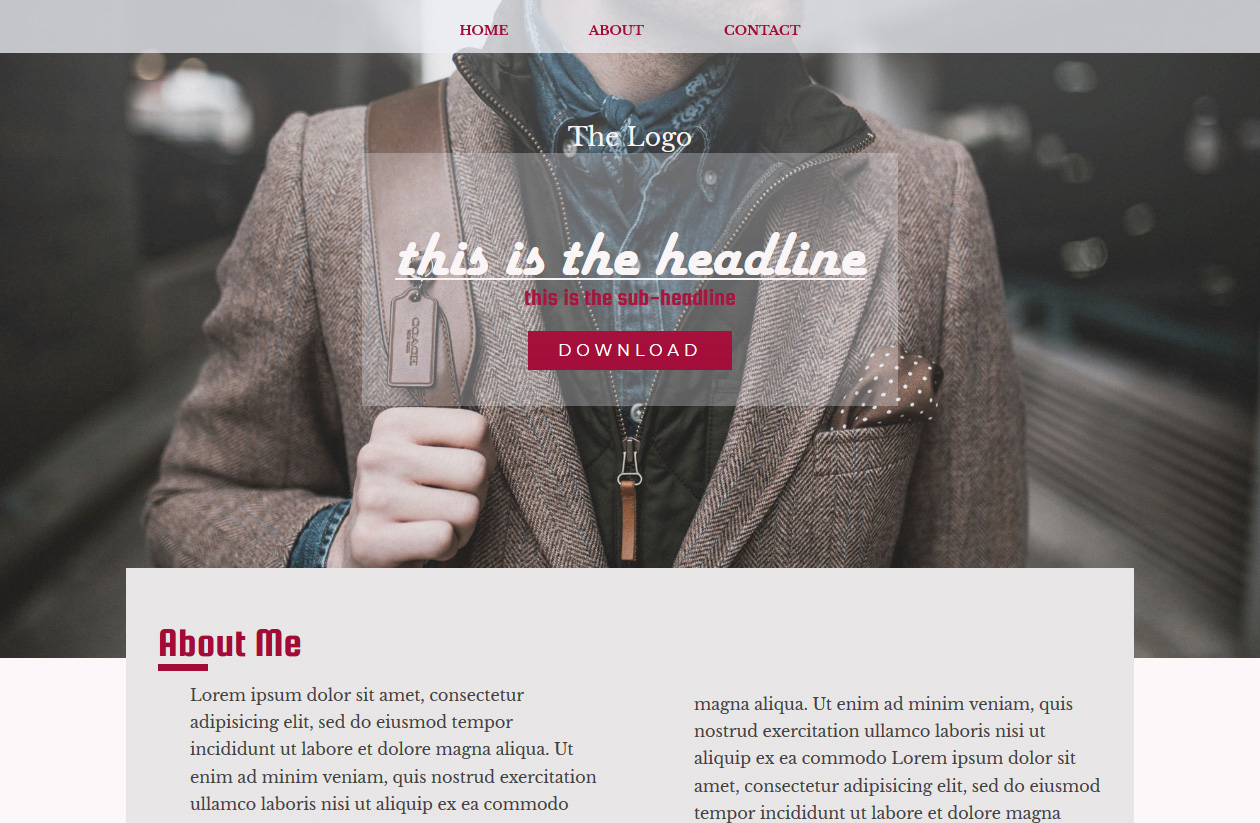 HOME ABOUT CONTACT
The Logo
this is the headline
this is the sub-headline
COACH
DOWNLOAD
About Me
Lorem ipsum dolor sit amet, consectetur
adipisicing elit, sed do eiusmod tempor
incididunt ut labore et dolore magna aliqua. Ut
enim ad minim veniam, quis nostrud exercitation
ullamco laboris nisi ut aliquip ex ea commodo
magna aliqua. Ut enim ad minim veniam, quis
nostrud exercitation ullamco laboris nisi ut
aliquip ex ea commodo Lorem ipsum dolor sit
amet, consectetur adipisicing elit, sed do eiusmod
tempor incididunt ut labore et dolore magna